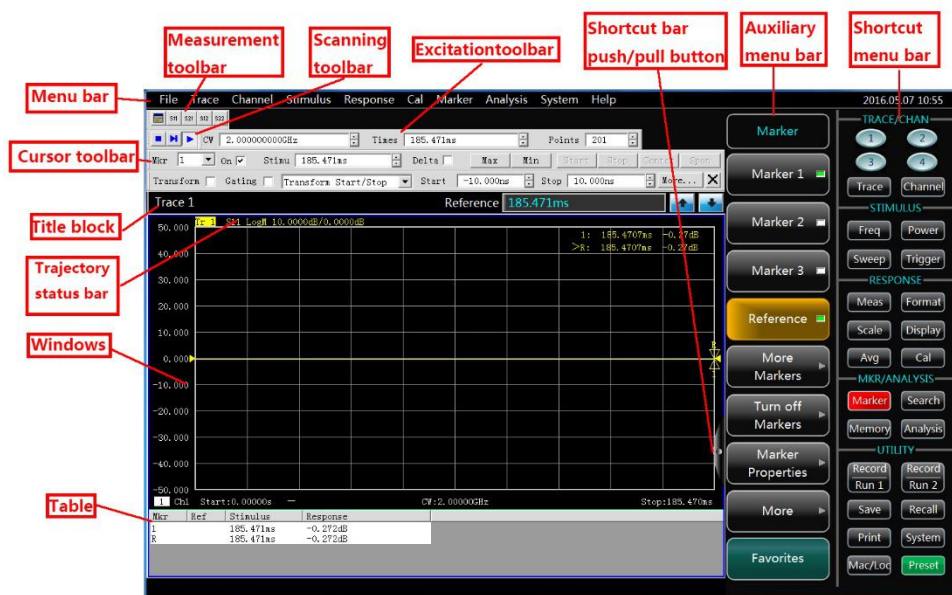 Measurement
toolbar
Scanning
toolbar
Excitationtoolbar
Shortcut bar
push/pull button
Auxiliary
menu bar
Shortcut
menu bar
Menu bar
File Trace Channel Stimulus Response Cal Marker Analysis System Help
2016.05.07 10:55
S11 S21 S12 S22
CW 2.00000000GHz Times 185.471ms Points 201
Cursor toolbar
Mkr 1 On Stimu 185.471ms Delta Max Min Start Stop Center Span
Transform Gating Transform Start/Stop Start -10.000ns Stop 10.000ns More...
Title block
Trace 1 Reference 185.471ms
Tr 1 S11 LogM 10.0000dB/0.0000dB
1: 185.4707ms -0.27dB
>R: 185.4707ms -0.27dB
Trajectory
status bar
Windows
50.000
40.000
30.000
20.000
10.000
0.000
-10.000
-20.000
-30.000
-40.000
-50.000
R
1
1 Ch1 Start:0.00000s — CW:2.00000GHz Stop:185.470ms
Table
Mkr Ref Stimulus Response
1 185.471ms -0.272dB
R 185.471ms -0.272dB
Marker
Marker 1
Marker 2
Marker 3
Reference
More
Markers
Turn off
Markers
Marker
Properties
More
Favorites
TRACE/CHAN
1 2
3 4
Trace Channel
STIMULUS
Freq Power
Sweep Trigger
RESPONSE
Meas Format
Scale Display
Avg Cal
MKR/ANALYSIS
Marker Search
Memory Analysis
UTILITY
Record Record
Run 1 Run 2
Save Recall
Print System
Mac/Loc Preset